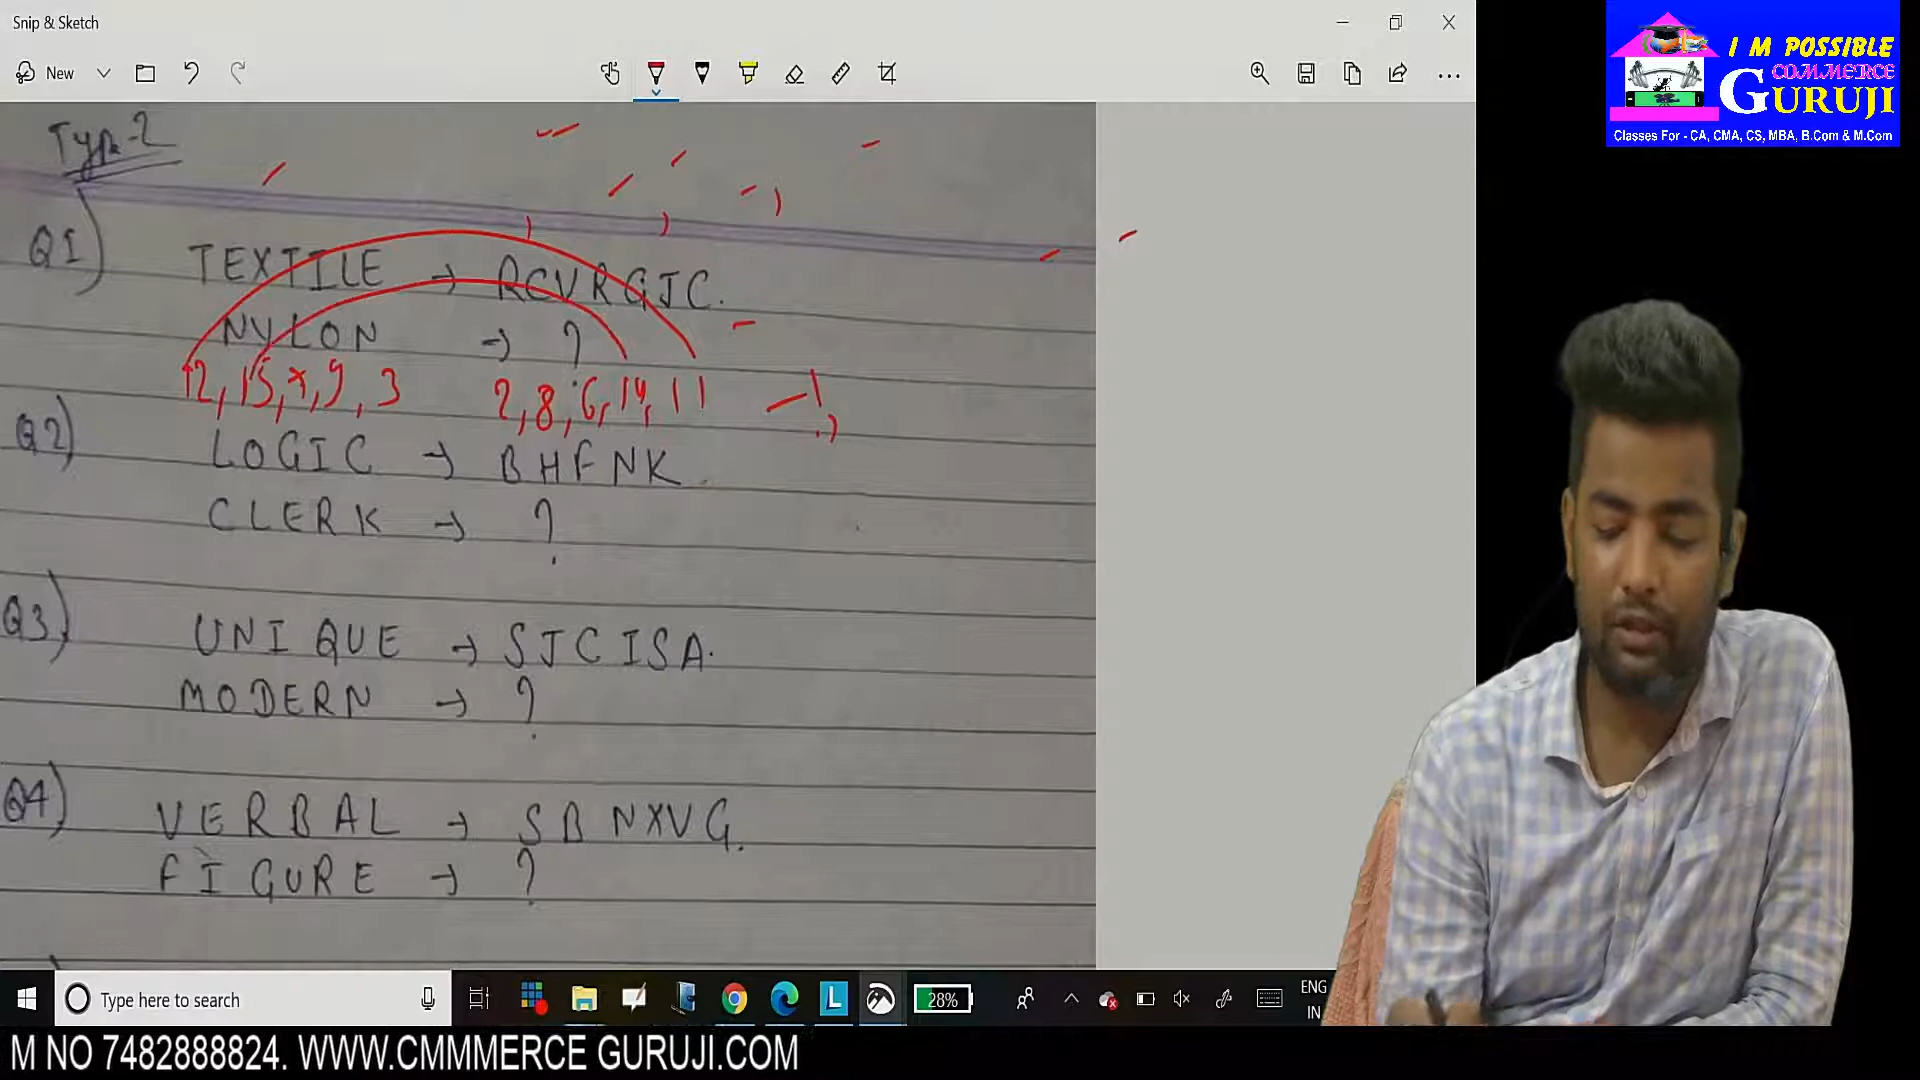 Snip & Sketch
New
I M POSSIBLE
COMMERCE
GURUJI
Classes For - CA, CMA, CS, MBA, B.Com & M.Com
Type-2
Q1) TEXTILE → RCVRGJC.
NYLON → ?
12, 15, 7, 9, 3 2, 8, 6, 14, 11 -1
Q2) LOGIC → BHFNK.
CLERK → ?
Q3) UNIQUE → SJCISA.
MODERN → ?
Q4) VERBAL → SBNXVG.
FIGURE → ?
Type here to search
28%
ENG
IN
M NO 7482888824. WWW.CMMMERCE GURUJI.COM